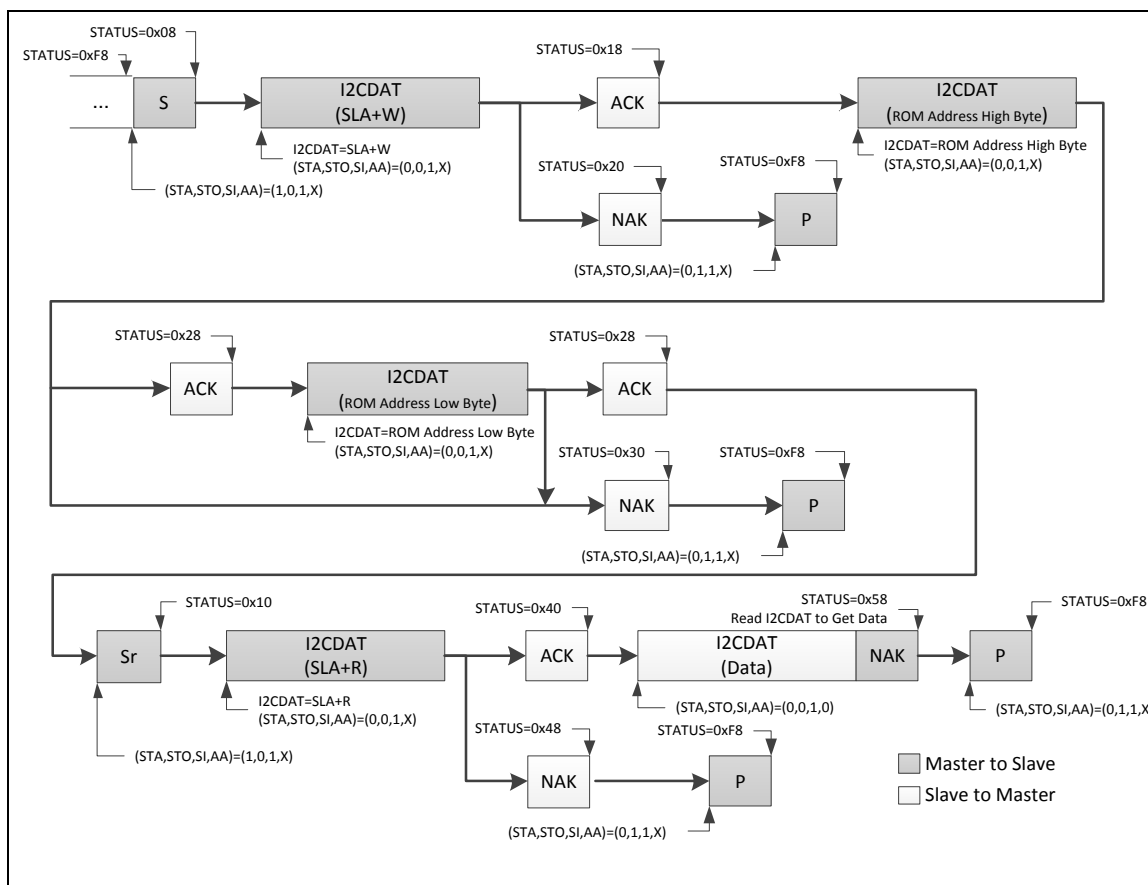 STATUS=0x08
STATUS=0xF8
STATUS=0x18
...
S
I2CDAT
(SLA+W)
ACK
I2CDAT
(ROM Address High Byte)
I2CDAT=SLA+W
(STA,STO,SI,AA)=(0,0,1,X)
I2CDAT=ROM Address High Byte
(STA,STO,SI,AA)=(0,0,1,X)
(STA,STO,SI,AA)=(1,0,1,X)
STATUS=0x20
STATUS=0xF8
NAK
P
(STA,STO,SI,AA)=(0,1,1,X)
STATUS=0x28
STATUS=0x28
ACK
I2CDAT
(ROM Address Low Byte)
ACK
I2CDAT=ROM Address Low Byte
(STA,STO,SI,AA)=(0,0,1,X)
STATUS=0x30
STATUS=0xF8
NAK
P
(STA,STO,SI,AA)=(0,1,1,X)
STATUS=0x10
STATUS=0x40
STATUS=0x58
Read I2CDAT to Get Data
STATUS=0xF8
Sr
I2CDAT
(SLA+R)
ACK
I2CDAT
(Data)
NAK
P
I2CDAT=SLA+R
(STA,STO,SI,AA)=(0,0,1,X)
(STA,STO,SI,AA)=(0,0,1,0)
(STA,STO,SI,AA)=(0,1,1,X)
(STA,STO,SI,AA)=(1,0,1,X)
STATUS=0x48
STATUS=0xF8
NAK
P
(STA,STO,SI,AA)=(0,1,1,X)
Master to Slave
Slave to Master